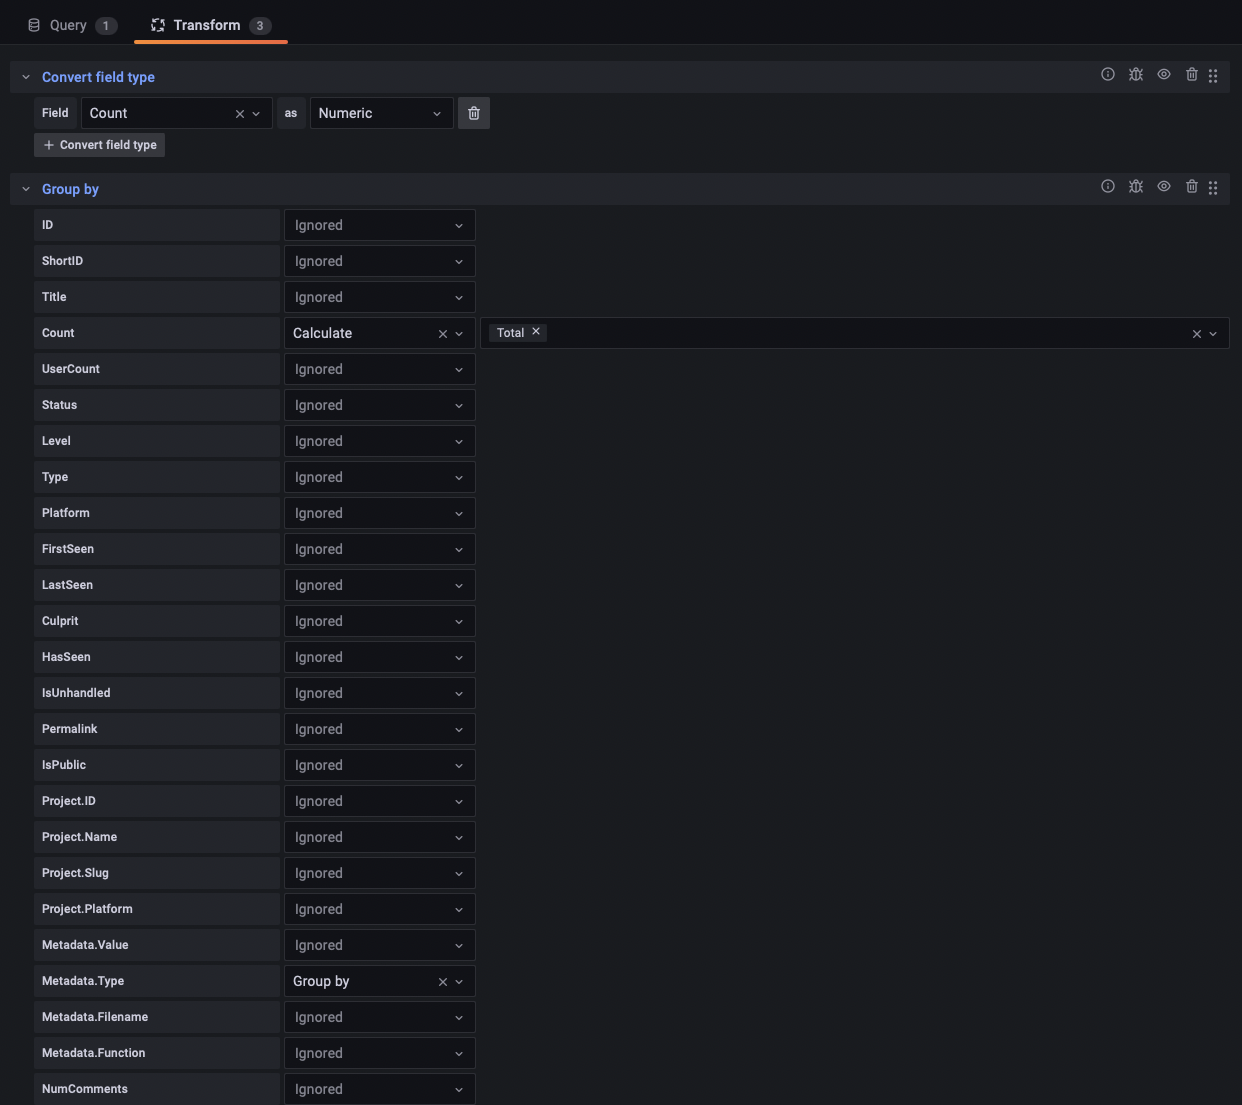 Query 1 Transform 3
Convert field type
Field Count as Numeric
+ Convert field type
Group by
ID Ignored
ShortID Ignored
Title Ignored
Count Calculate Total
UserCount Ignored
Status Ignored
Level Ignored
Type Ignored
Platform Ignored
FirstSeen Ignored
LastSeen Ignored
Culprit Ignored
HasSeen Ignored
IsUnhandled Ignored
Permalink Ignored
IsPublic Ignored
Project.ID Ignored
Project.Name Ignored
Project.Slug Ignored
Project.Platform Ignored
Metadata.Value Ignored
Metadata.Type Group by
Metadata.Filename Ignored
Metadata.Function Ignored
NumComments Ignored